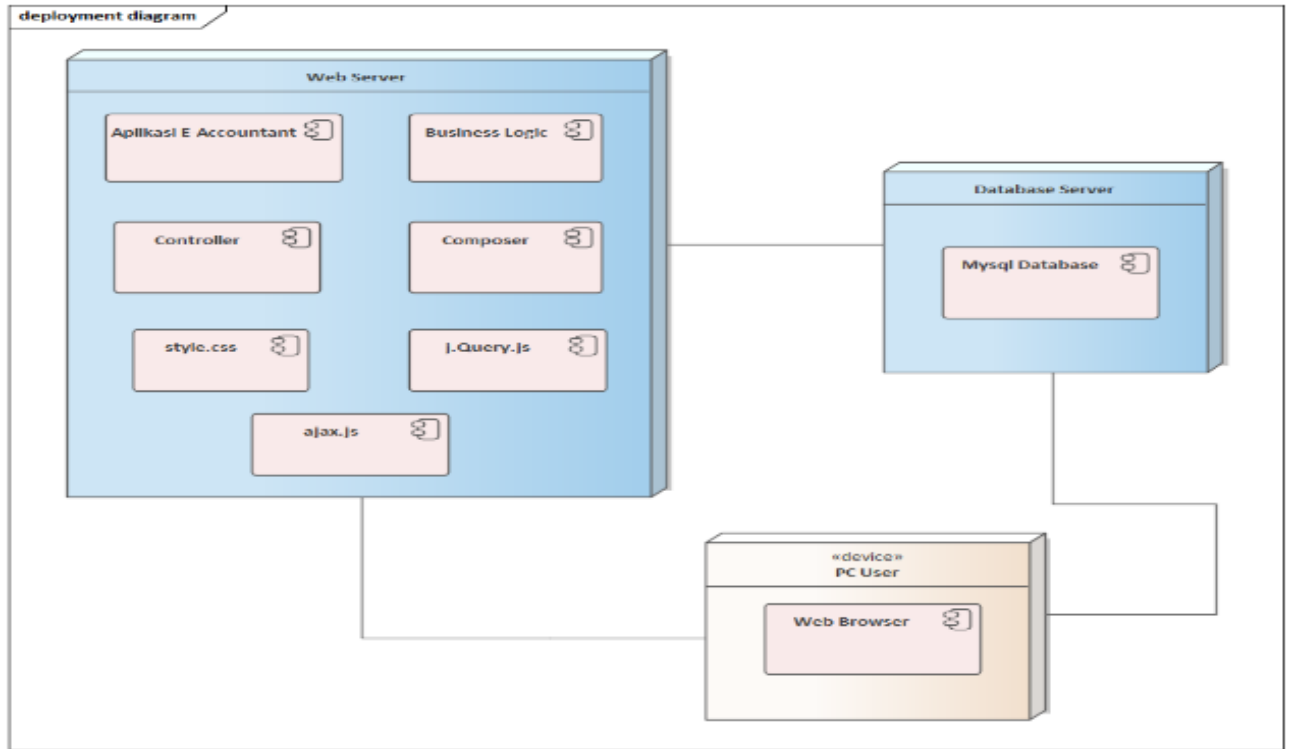 deployment diagram
Web Server
Aplikasi E Accountant
Business Logic
Controller
Composer
style.css
j.Query.js
ajax.js
Database Server
Mysql Database
«device»
PC User
Web Browser